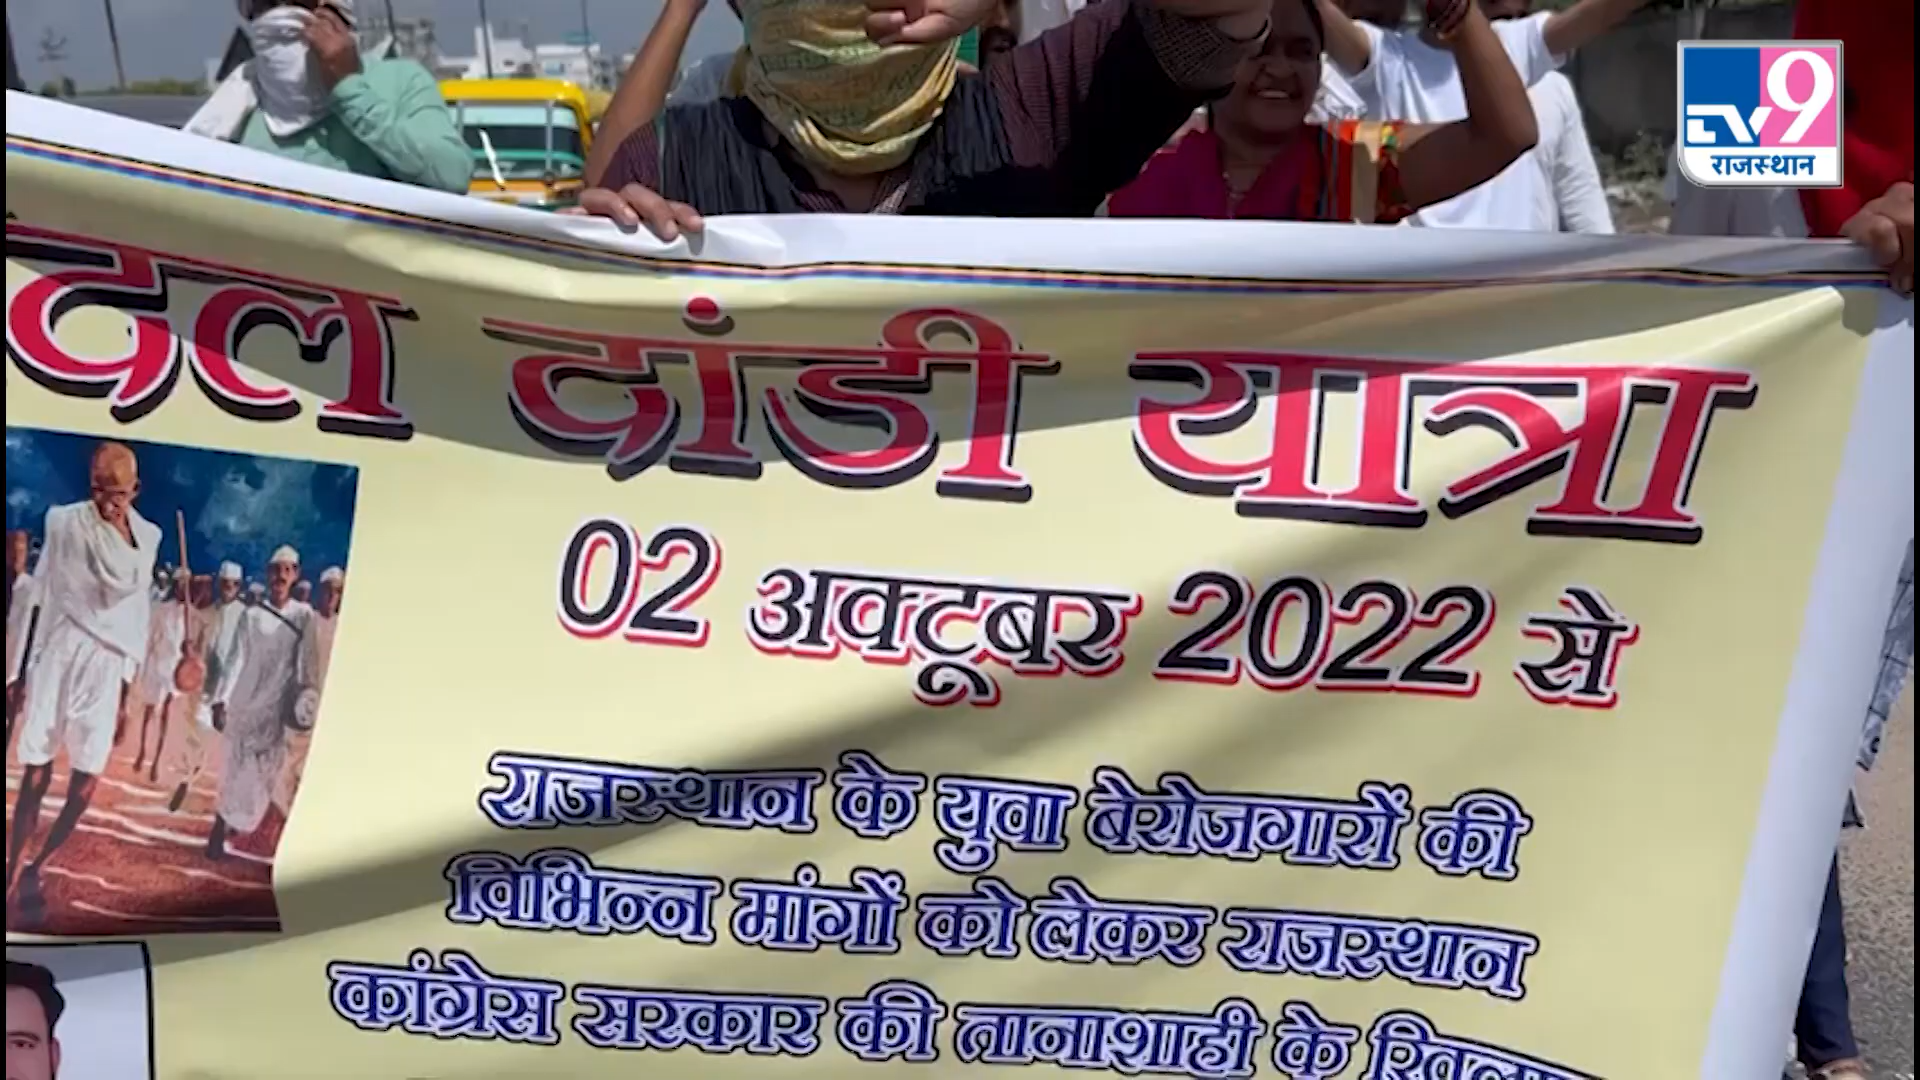 TV9
राजस्थान
दल दांडी यात्रा
02 अक्टूबर 2022 से
राजस्थान के युवा बेरोजगारों की
विभिन्न मांगों को लेकर राजस्थान
कांग्रेस सरकार की तानाशाही के